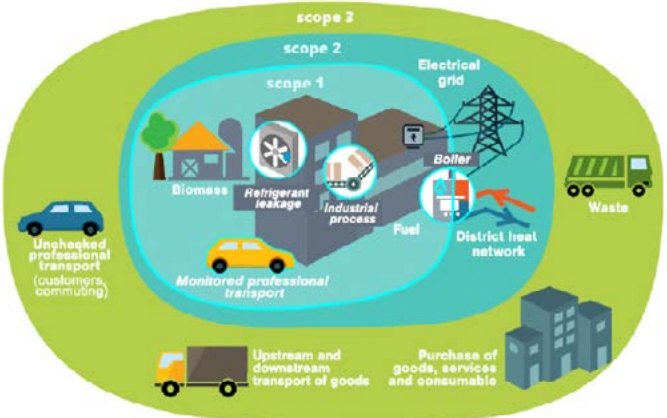 scope 3
scope 2
scope 1
Electrical
grid
Biomass
Refrigerant
leakage
Industrial
process
Boiler
Fuel
District heat
network
Waste
Unchecked
professional
transport
(customers,
commuting)
Monitored professional
transport
Upstream and
downstream
transport of goods
Purchase of
goods, services
and consumable